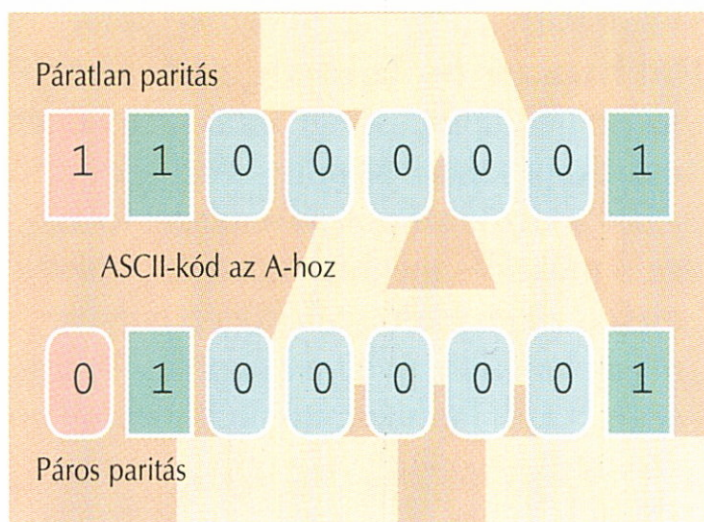 Páratlan paritás
1 1 0 0 0 0 0 1
ASCII-kód az A-hoz
0 1 0 0 0 0 0 1
Páros paritás